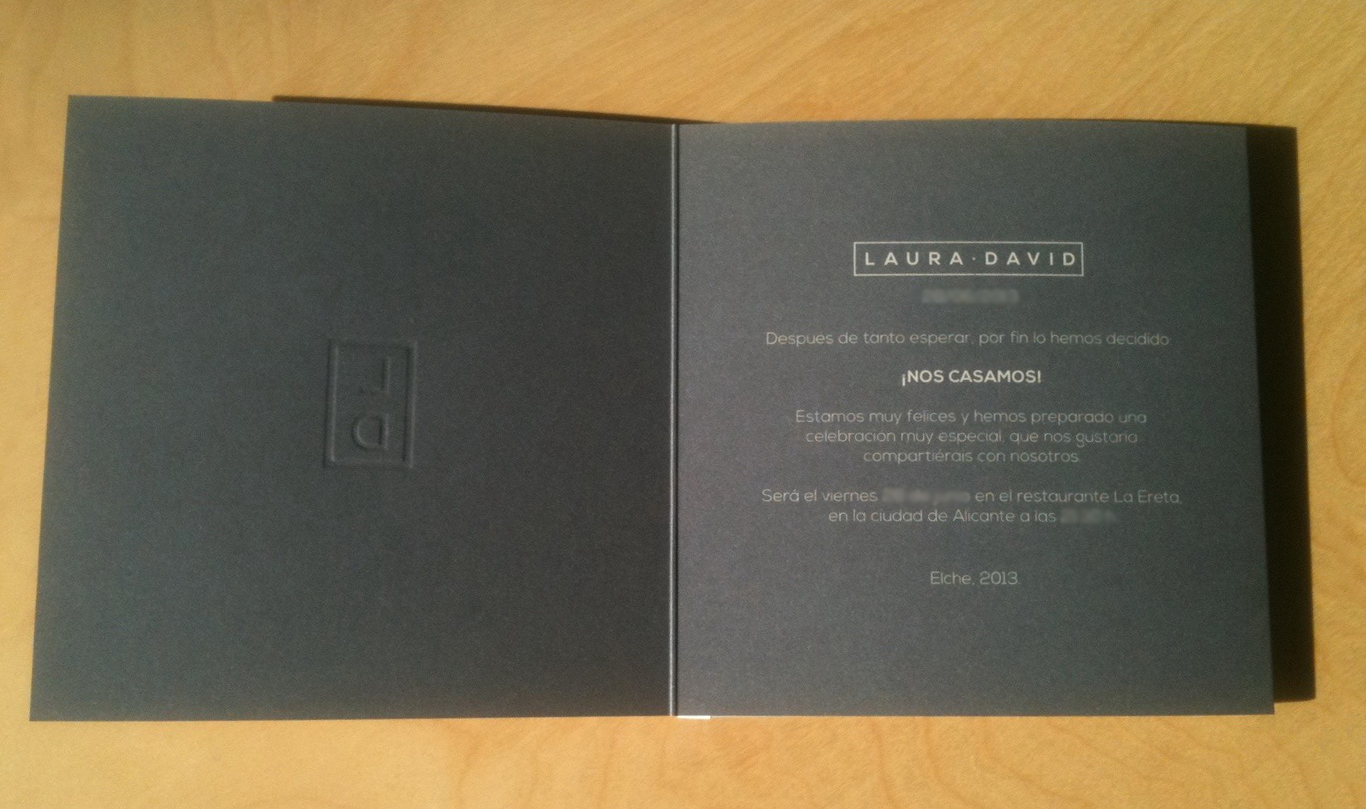 LD
LAURA·DAVID
Despues de tanto esperar, por fin lo hemos decidido:
¡NOS CASAMOS!
Estamos muy felices y hemos preparado una
celebración muy especial, que nos gustaría
compartiérais con nosotros.
Será el viernes en el restaurante La Ereta,
en la ciudad de Alicante a las
Elche, 2013.